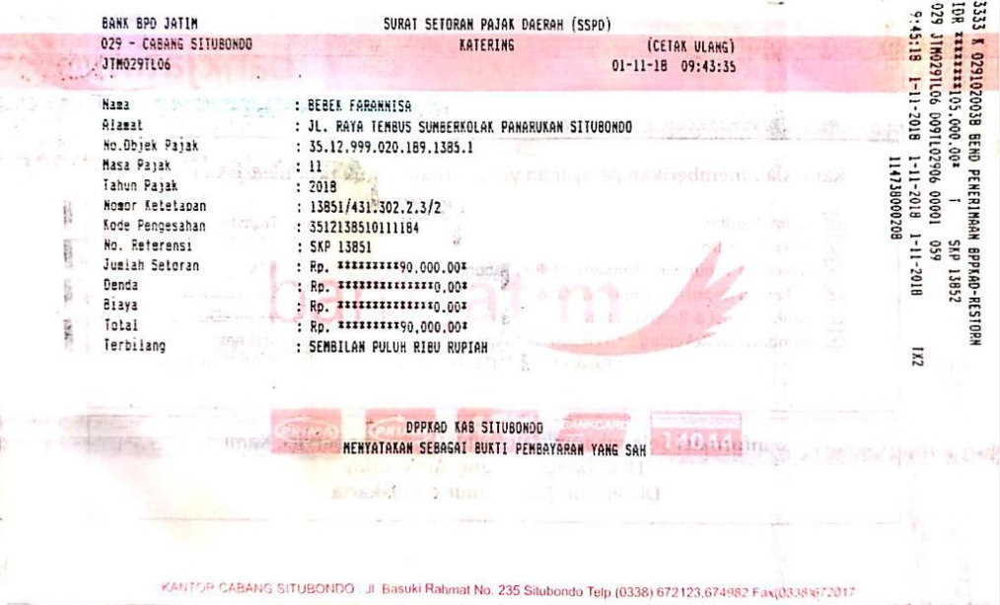 BANK BPD JATIM
SURAT SETORAN PAJAK DAERAH (SSPD)
029 - CABANG SITUBONDO
KATERING
(CETAK ULANG)
JTM029TL06
01-11-18 09:43:35
Nama : BEBEK FARANNISA
Alamat : JL. RAYA TEMBUS SUMBERKOLAK PANARUKAN SITUBONDO
No.Objek Pajak : 35.12.999.020.189.1385.1
Masa Pajak : 11
Tahun Pajak : 2018
Nomor Ketetapan : 13851/431.302.2.3/2
Kode Pengesahan : 3512138510111184
No. Referensi : SKP 13851
Jumlah Setoran : Rp. *********90,000.00*
Denda : Rp. **************0.00*
Biaya : Rp. **************0.00*
Total : Rp. *********90,000.00*
Terbilang : SEMBILAN PULUH RIBU RUPIAH
DPPKAD KAB SITUBONDO
MENYATAKAN SEBAGAI BUKTI PEMBAYARAN YANG SAH
KANTOR CABANG SITUBONDO : Jl. Basuki Rahmat No. 235 Situbondo Telp.(0338) 672123,674982 Fax(0338)672017
3333 K 0291020038 BEND PENERIMAAN BPPKAD-RESTORN
IDR ********105.000.00* T SKP 13852
029 JTM029TL06 D09TL02906 00001 059
9:45:18 1-11-2018 1-11-2018 1-11-2018 TX2
114738000208
bankjatim
14044